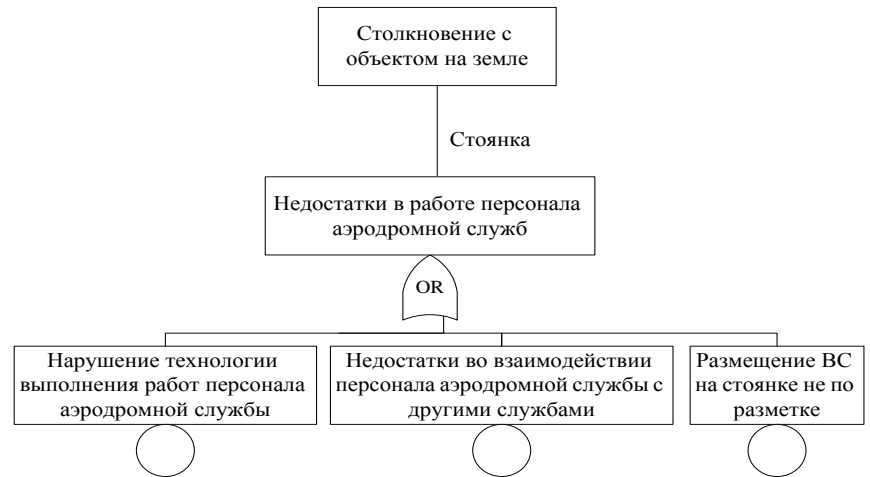 Столкновение с
объектом на земле
Стоянка
Недостатки в работе персонала
аэродромной служб
OR
Нарушение технологии
выполнения работ персонала
аэродромной службы
Недостатки во взаимодействии
персонала аэродромной службы с
другими службами
Размещение ВС
на стоянке не по
разметке